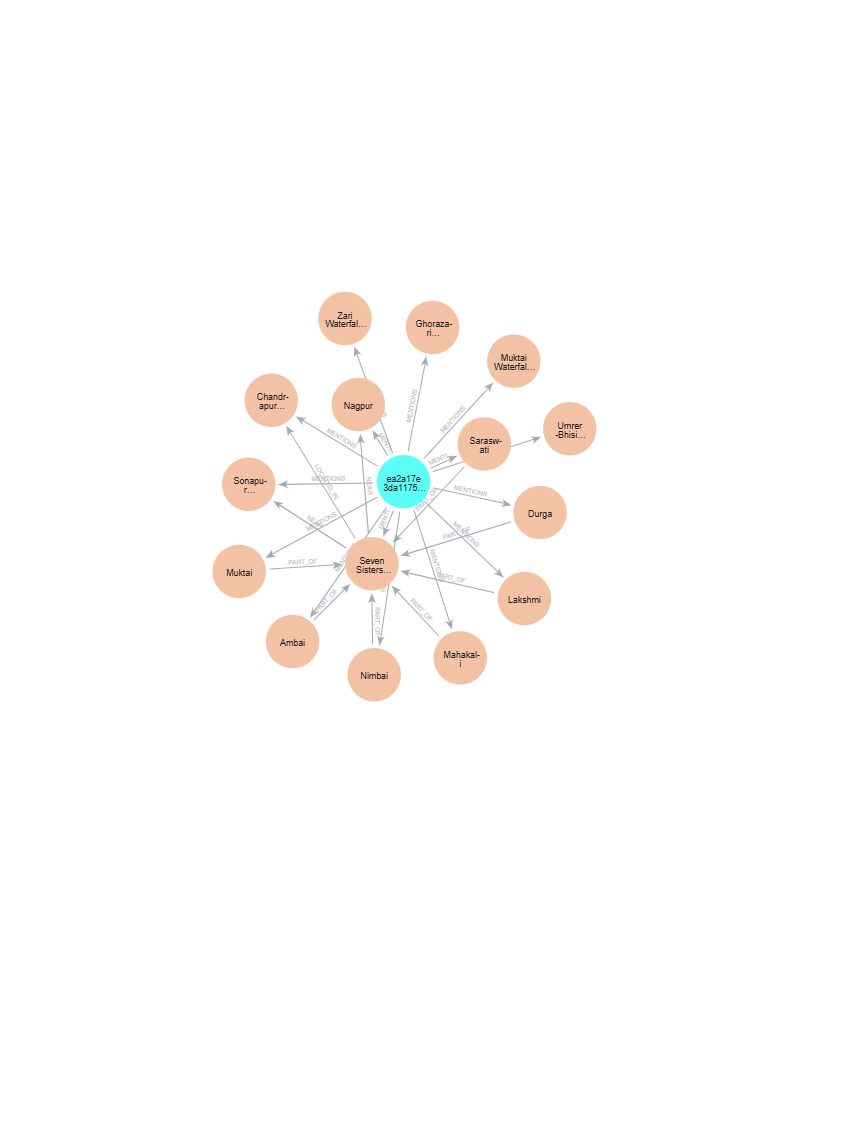 Zari
Waterfal...
Ghoraza-
ri...
Muktai
Waterfal...
Chandr-
apur...
Nagpur
MENTIONS
MENTIONS
MENTIONS
Umrer
-Bhisi...
Sarasw-
ati
MENTI
ea2a17e
3da1175...
Sonapu-
r...
MENTIONS
LOCATED_IN
NEAR
MENTIONS
PART_OF
Durga
MENTIONS
MENTI
MENTIONS
PART_OF
Seven
Sisters...
Muktai
PART_OF
MENTIONS
PART_OF
Lakshmi
PART_OF
PART_OF
PART_OF
Ambai
Nimbai
Mahakal-
i